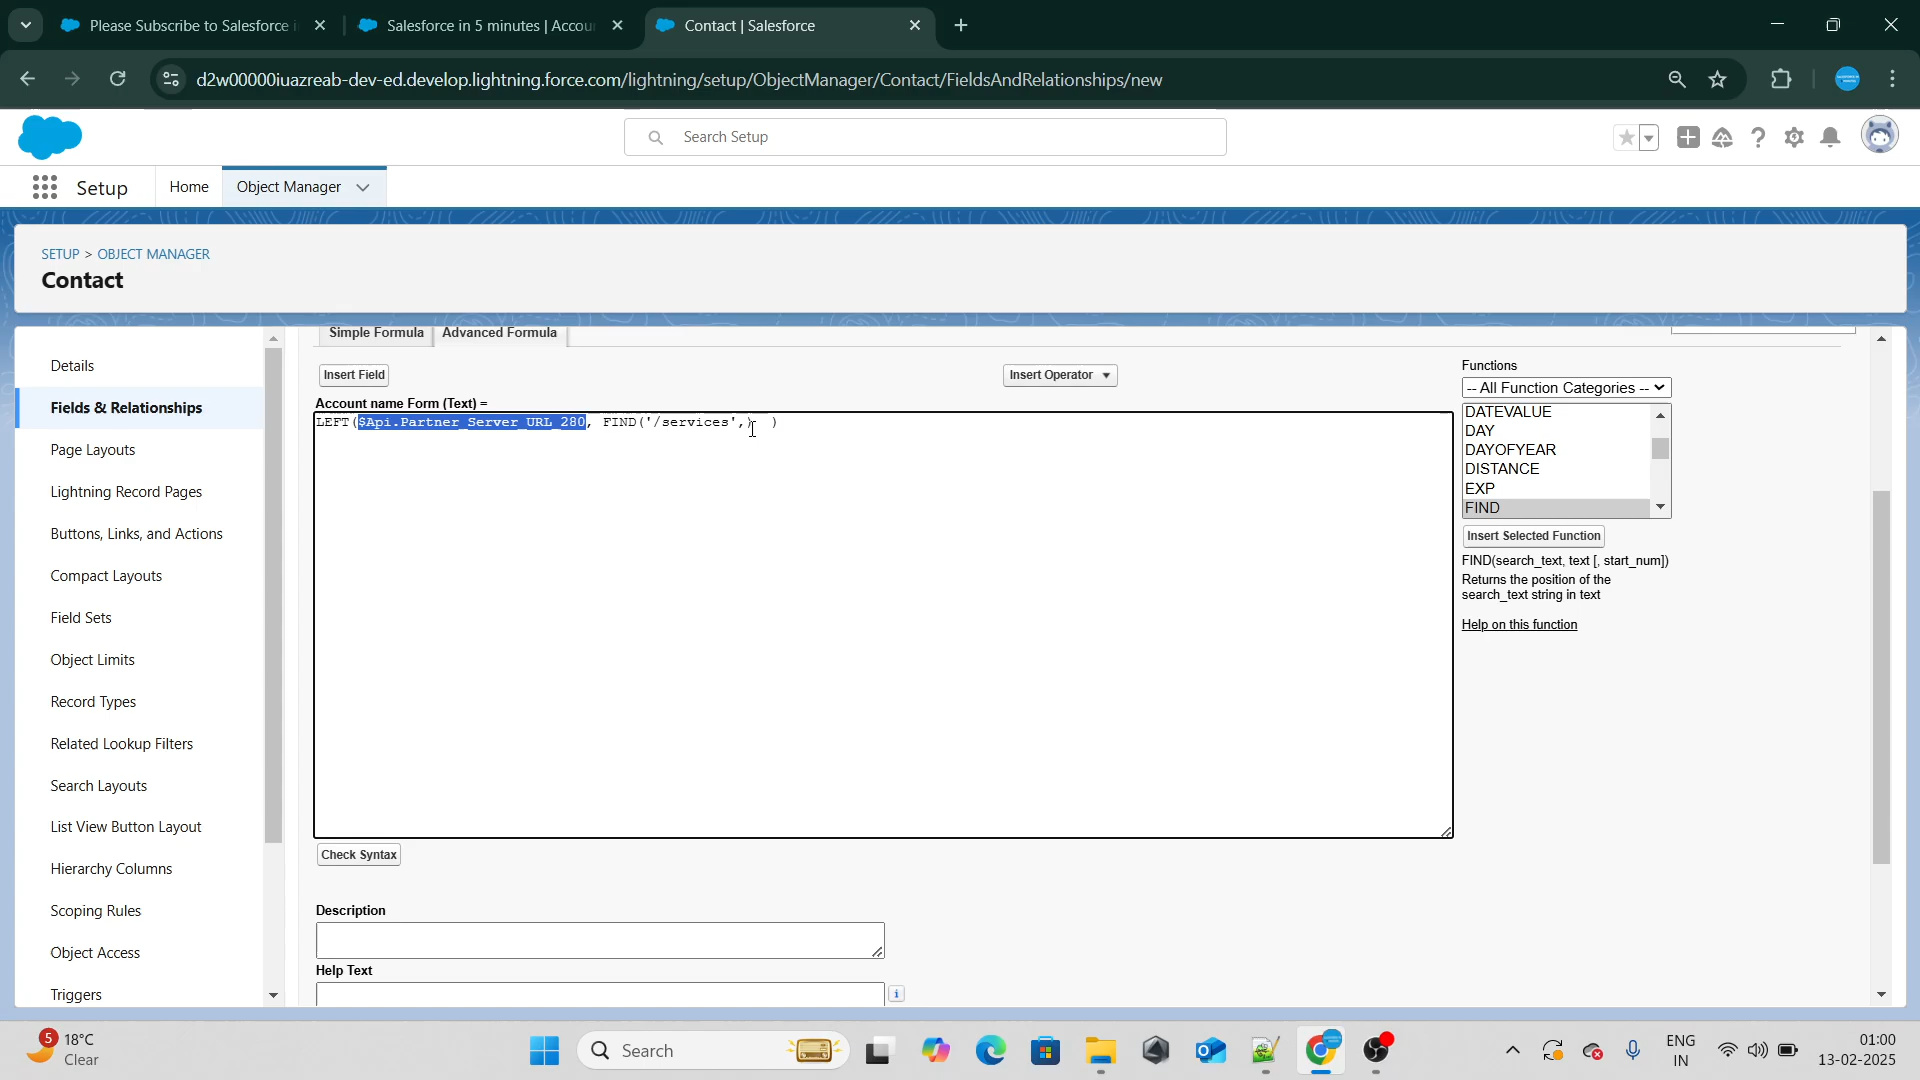 Please Subscribe to Salesforce i
Salesforce in 5 minutes | Accou
Contact | Salesforce
d2w00000iuazreab-dev-ed.develop.lightning.force.com/lightning/setup/ObjectManager/Contact/FieldsAndRelationships/new
Search Setup
Setup
Home
Object Manager
SETUP > OBJECT MANAGER
Contact
Details
Fields & Relationships
Page Layouts
Lightning Record Pages
Buttons, Links, and Actions
Compact Layouts
Field Sets
Object Limits
Record Types
Related Lookup Filters
Search Layouts
List View Button Layout
Hierarchy Columns
Scoping Rules
Object Access
Triggers
Simple Formula
Advanced Formula
Insert Field
Insert Operator
Account name Form (Text) =
LEFT($Api.Partner_Server_URL_280, FIND('/services',)  )
Check Syntax
Description
Help Text
Functions
-- All Function Categories --
DATEVALUE
DAY
DAYOFYEAR
DISTANCE
EXP
FIND
Insert Selected Function
FIND(search_text, text [, start_num])
Returns the position of the
search_text string in text
Help on this function
5
18°C
Clear
Search
ENG
IN
01:00
13-02-2025